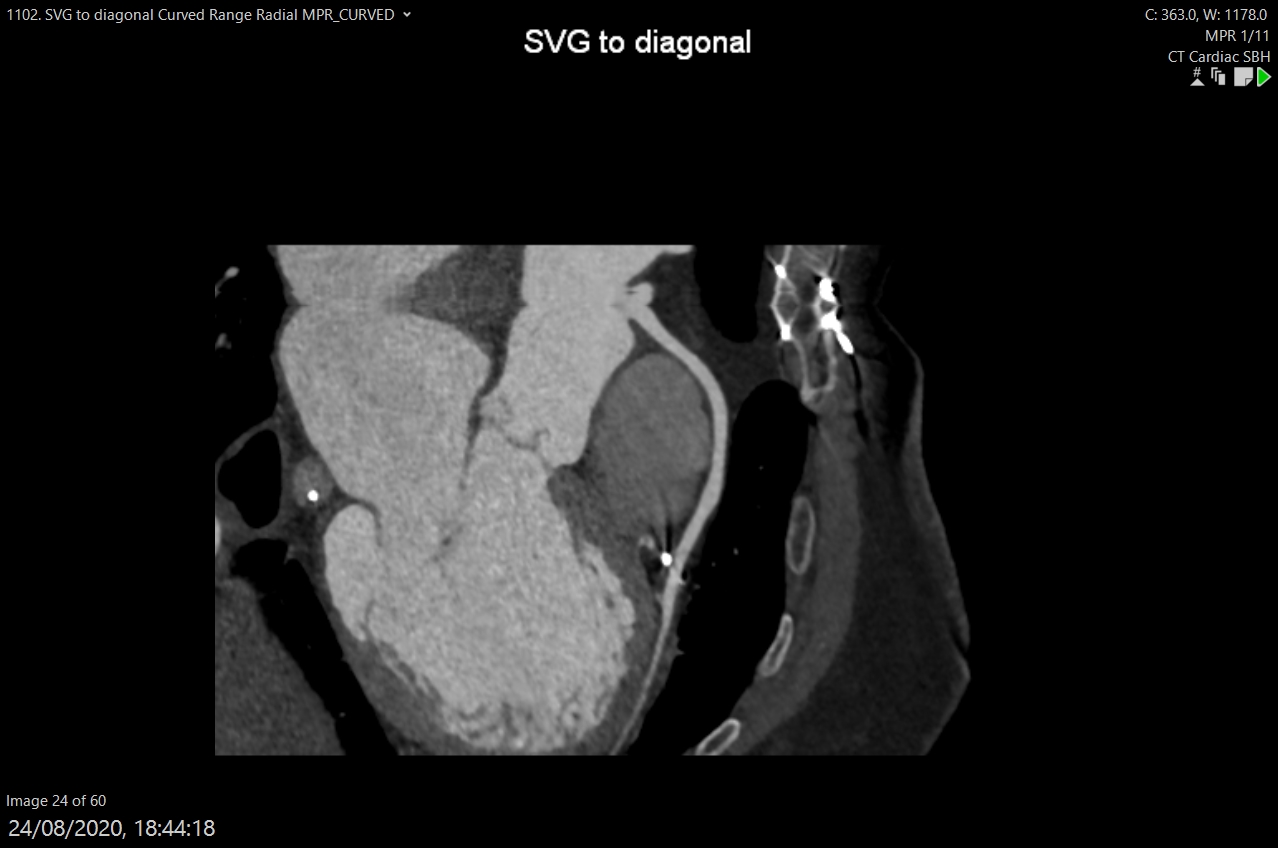 1102. SVG to diagonal Curved Range Radial MPR_CURVED
C: 363.0, W: 1178.0
SVG to diagonal
MPR 1/11
CT Cardiac SBH
#
Image 24 of 60
24/08/2020, 18:44:18